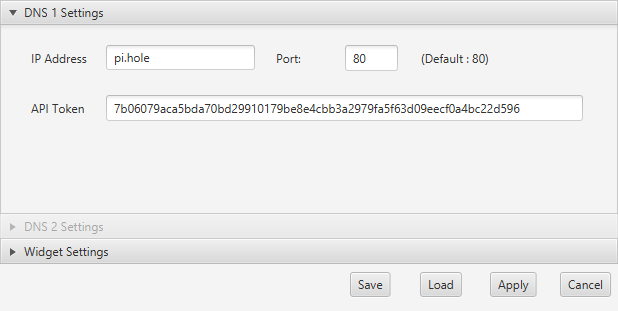 DNS 1 Settings
IP Address pi.hole Port: 80 (Default : 80)
API Token 7b06079aca5bda70bd29910179be8e4cbb3a2979fa5f63d09eecf0a4bc22d596
DNS 2 Settings
Widget Settings
Save Load Apply Cancel